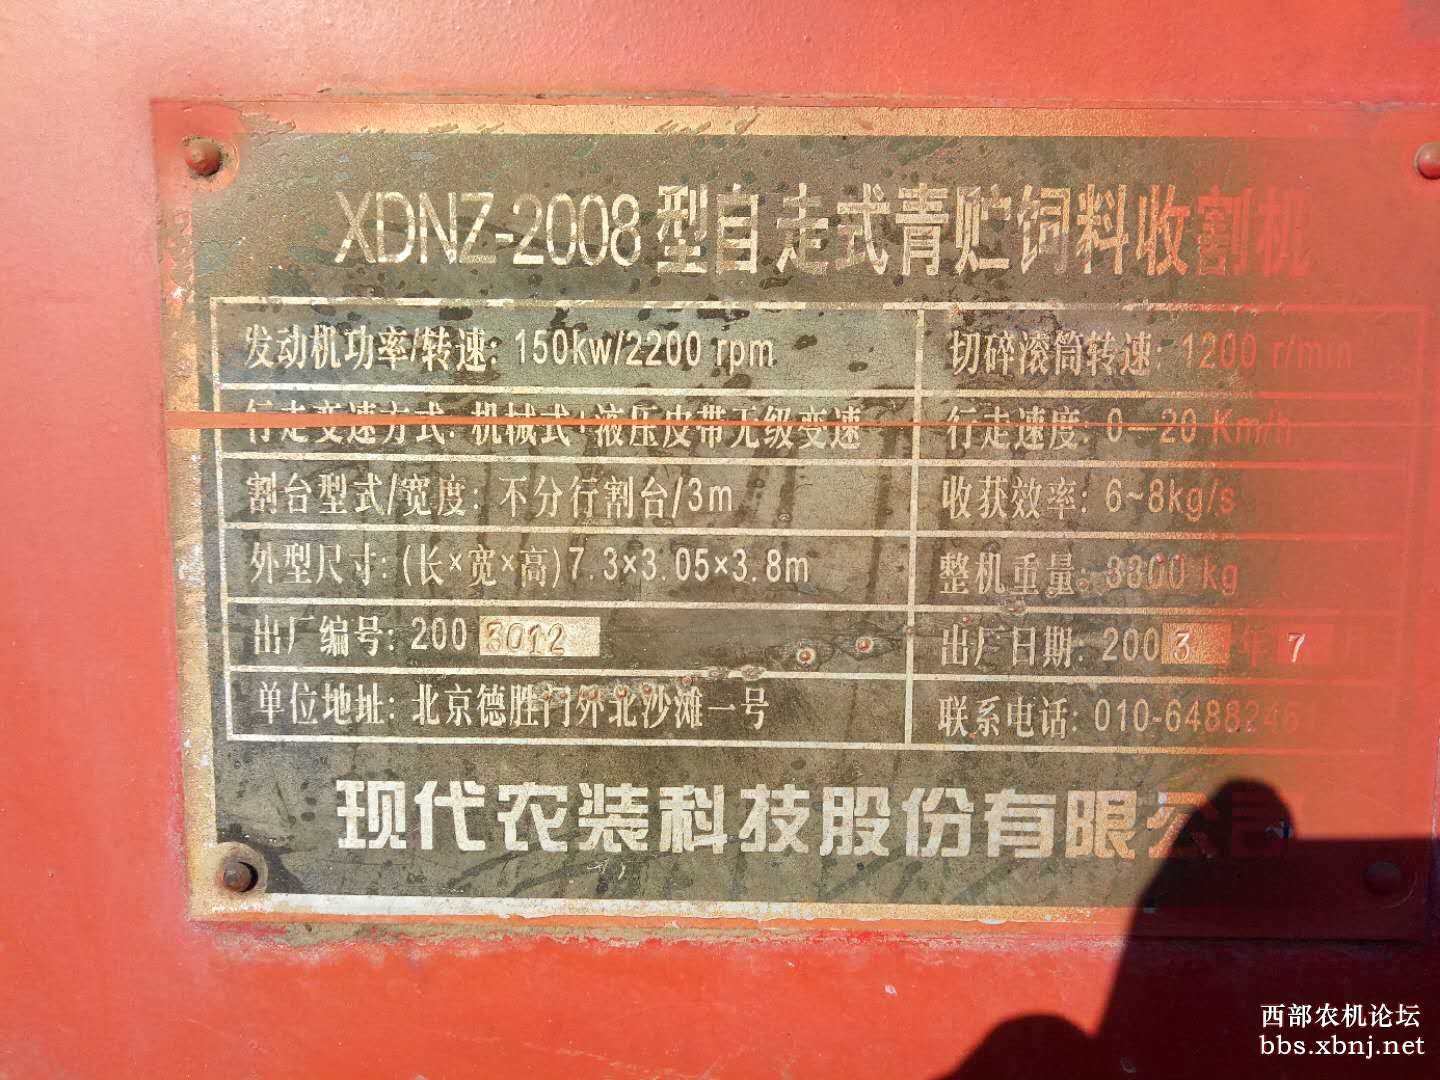 XDNZ-2008型自走式青贮饲料收割机
发动机功率/转速: 150kw/2200 rpm
切碎滚筒转速: 1200 r/min
行走变速方式: 机械式+液压皮带无级变速
行走速度: 0—20 Km/h
割台型式/宽度: 不分行割台/3m
收获效率: 6~8kg/s
外型尺寸: (长×宽×高)7.3×3.05×3.8m
整机重量: kg
出厂编号: 200 3012
出厂日期: 200 3 年 7
单位地址: 北京德胜门外北沙滩一号
联系电话:
现代农装科技股份有限公司
西部农机论坛
bbs.xbnj.net